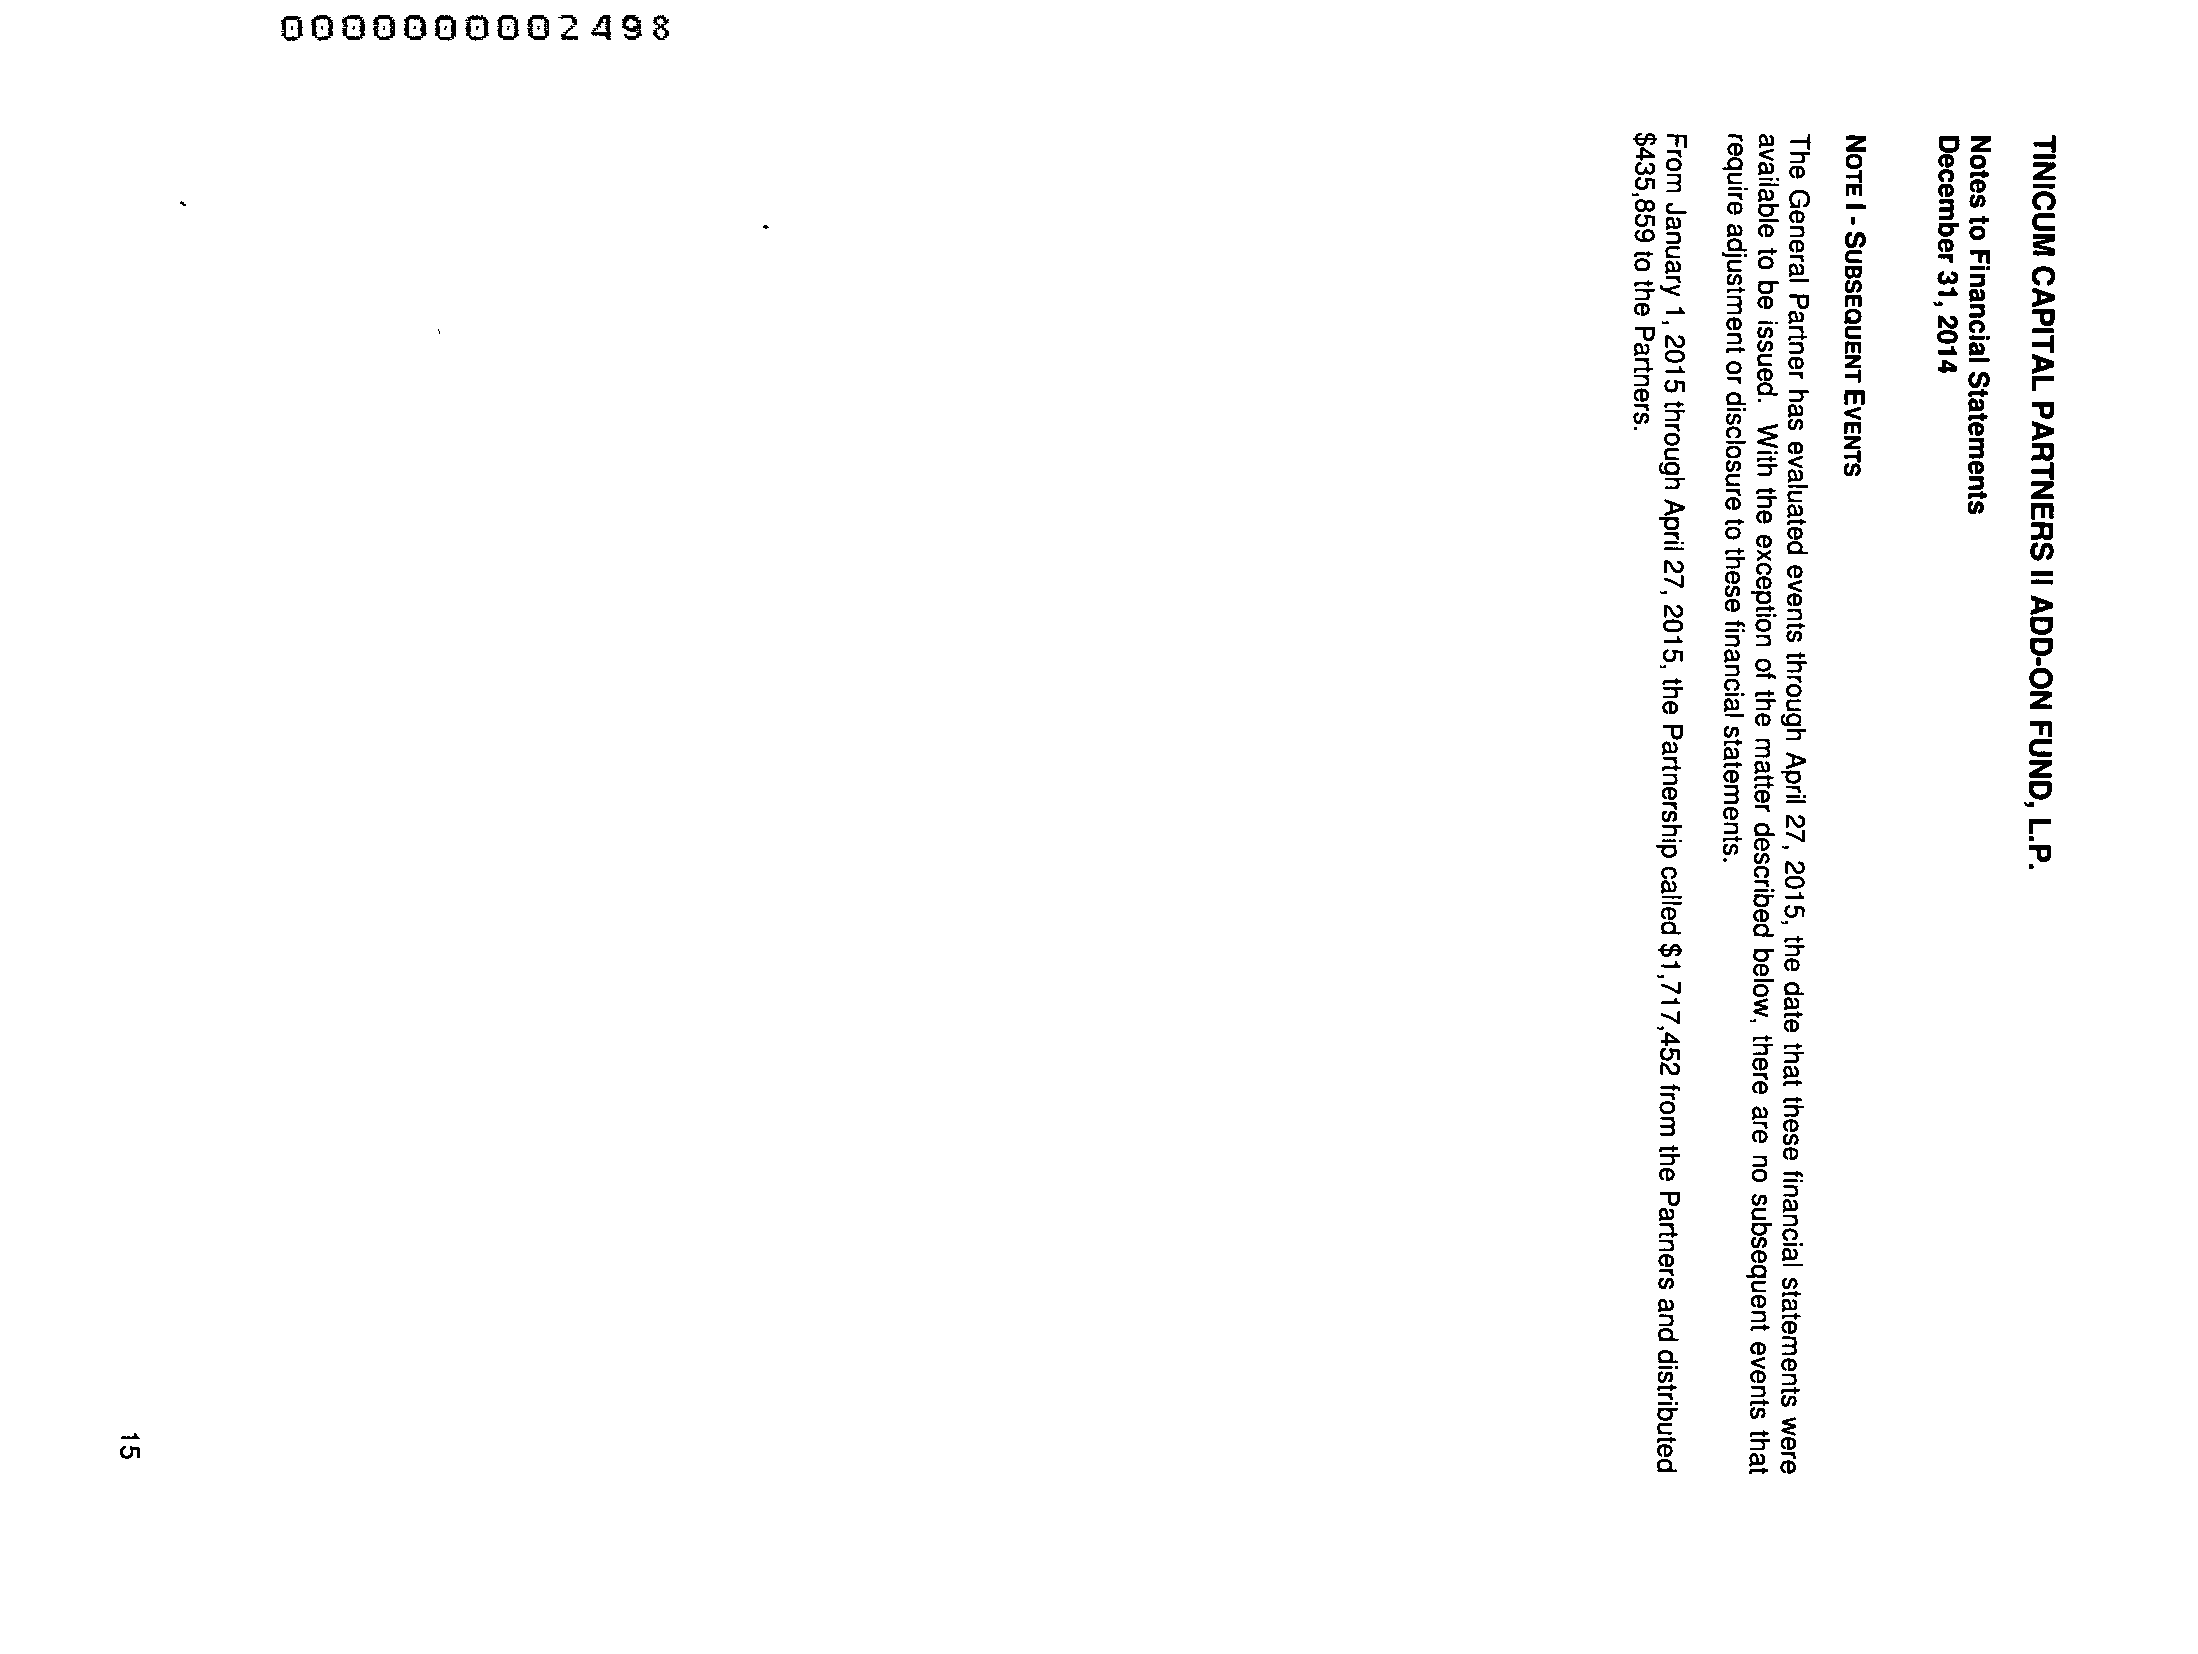 0000000002498
TINICUM CAPITAL PARTNERS II ADD-ON FUND, L.P.
Notes to Financial Statements
December 31, 2014
NOTE I - SUBSEQUENT EVENTS
The General Partner has evaluated events through April 27, 2015, the date that these financial statements were
available to be issued. With the exception of the matter described below, there are no subsequent events that
require adjustment or disclosure to these financial statements.
From January 1, 2015 through April 27, 2015, the Partnership called $1,717,452 from the Partners and distributed
$435,859 to the Partners.
15